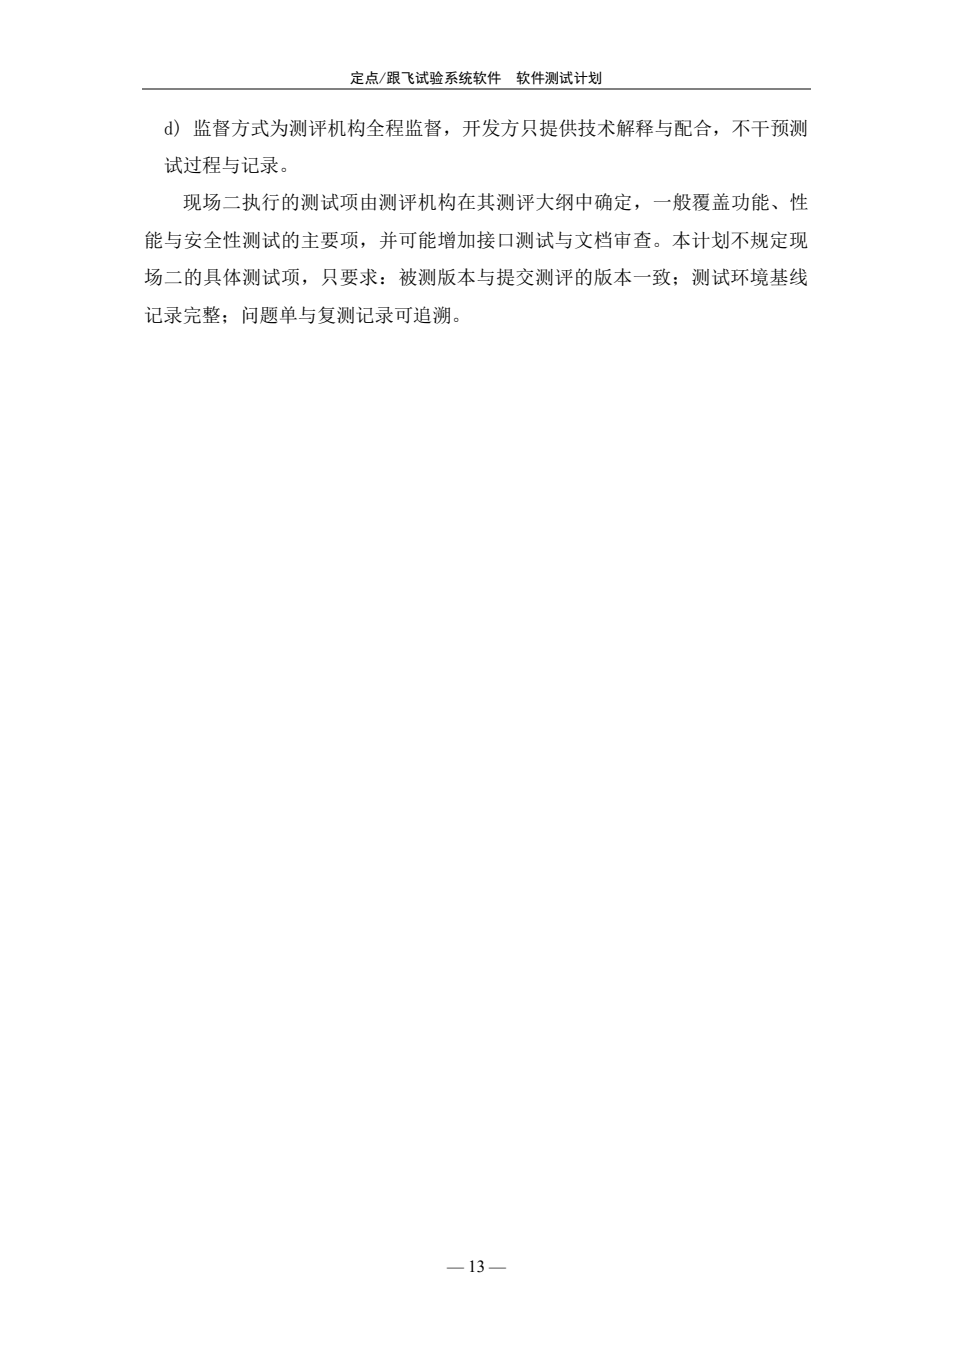 定点/跟飞试验系统软件　软件测试计划
d) 监督方式为测评机构全程监督，开发方只提供技术解释与配合，不干预测
试过程与记录。
现场二执行的测试项由测评机构在其测评大纲中确定，一般覆盖功能、性
能与安全性测试的主要项，并可能增加接口测试与文档审查。本计划不规定现
场二的具体测试项，只要求：被测版本与提交测评的版本一致；测试环境基线
记录完整；问题单与复测记录可追溯。
— 13 —